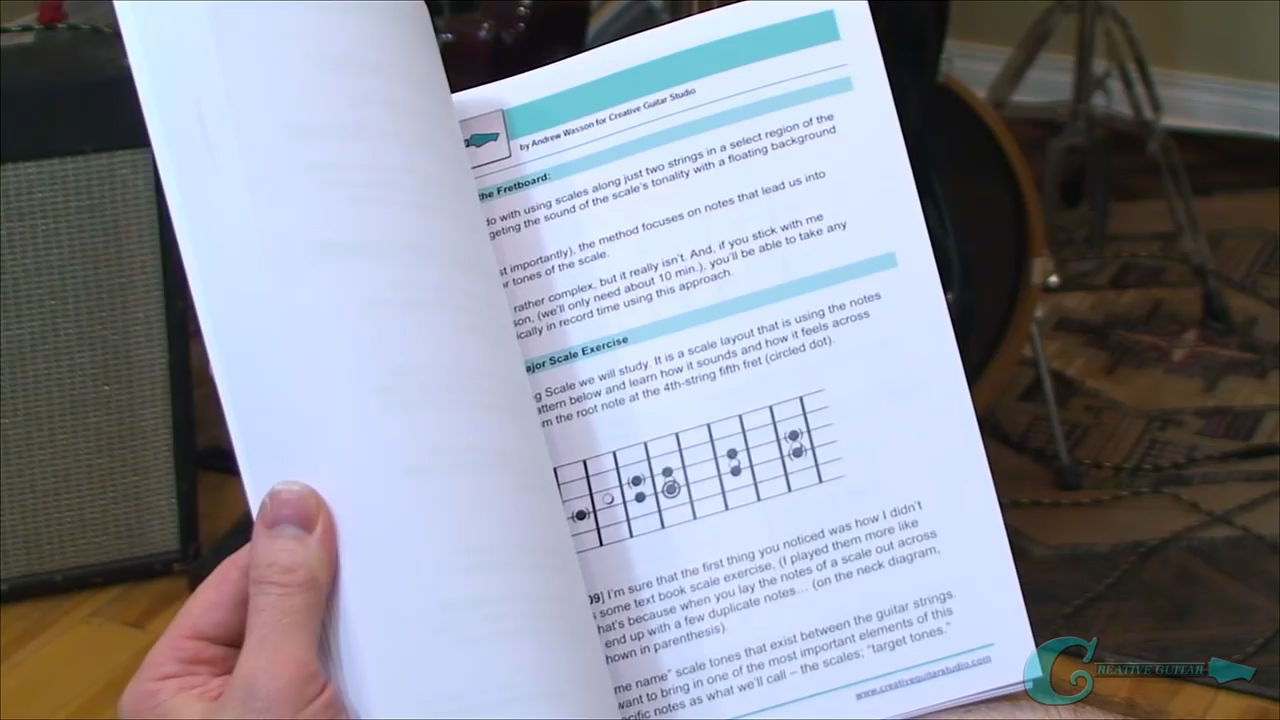 by Andrew Wasson for Creative Guitar Studio
the Fretboard:
do with using scales along just two strings in a select region of the
geting the sound of the scale's tonality with a floating background
st importantly), the method focuses on notes that lead us into
r tones of the scale.
rather complex, but it really isn't. And, if you stick with me
son, (we'll only need about 10 min.), you'll be able to take any
ically in record time using this approach.
ajor Scale Exercise
g Scale we will study. It is a scale layout that is using the notes
attern below and learn how it sounds and how it feels across
m the root note at the 4th-string fifth fret (circled dot).
09] I'm sure that the first thing you noticed was how I didn't
s some text book scale exercise, (I played them more like
hat's because when you lay the notes of a scale out across
end up with a few duplicate notes... (on the neck diagram,
hown in parenthesis).
me name" scale tones that exist between the guitar strings.
want to bring in one of the most important elements of this
cific notes as what we'll call – the scales; "target tones."
www.creativeguitarstudio.com
CREATIVE GUITAR